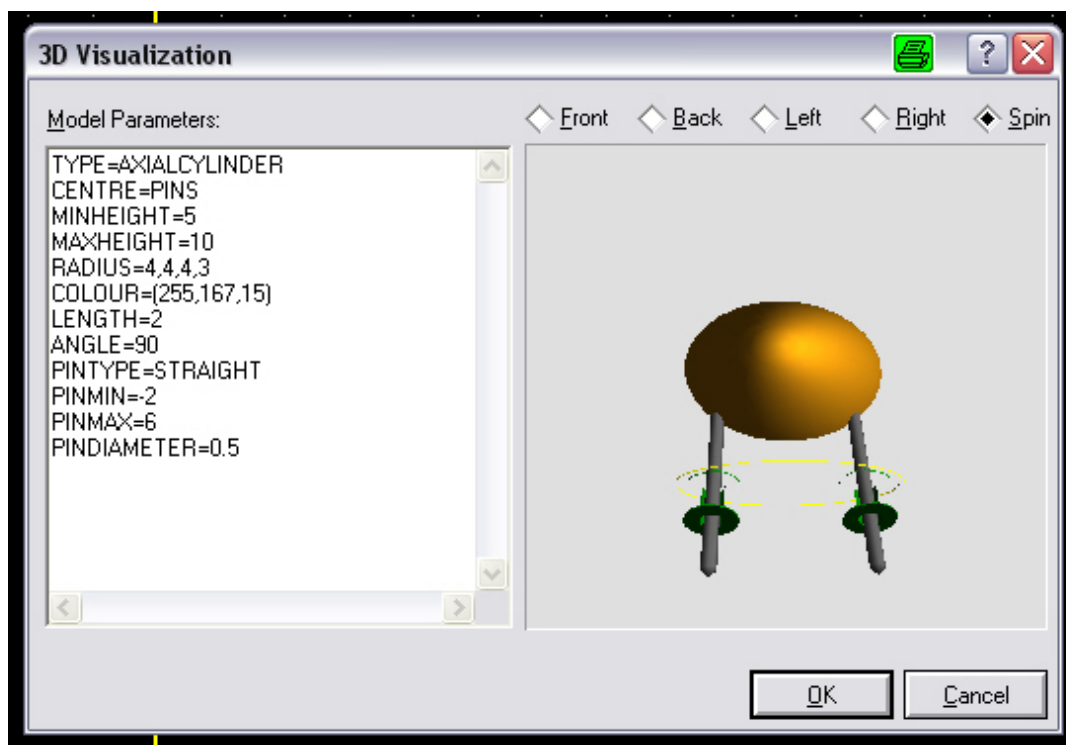 3D Visualization
?
Model Parameters:
Front Back Left Right Spin
TYPE=AXIALCYLINDER
CENTRE=PINS
MINHEIGHT=5
MAXHEIGHT=10
RADIUS=4,4,4,3
COLOUR=(255,167,15)
LENGTH=2
ANGLE=90
PINTYPE=STRAIGHT
PINMIN=-2
PINMAX=6
PINDIAMETER=0.5
OK Cancel